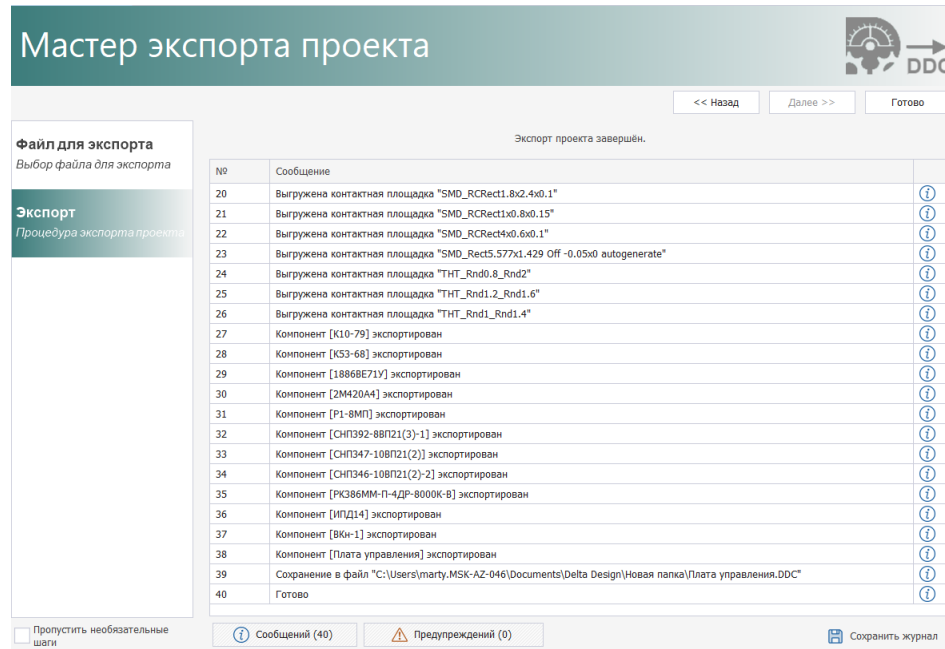 Мастер экспорта проекта
DDC
<< Назад
Далее >>
Готово
Файл для экспорта
Выбор файла для экспорта
Экспорт
Процедура экспорта проекта
Экспорт проекта завершён.
№ Сообщение
20 Выгружена контактная площадка "SMD_RCRect1.8x2.4x0.1"
21 Выгружена контактная площадка "SMD_RCRect1x0.8x0.15"
22 Выгружена контактная площадка "SMD_RCRect4x0.6x0.1"
23 Выгружена контактная площадка "SMD_Rect5.577x1.429 Off -0.05x0 autogenerate"
24 Выгружена контактная площадка "THT_Rnd0.8_Rnd2"
25 Выгружена контактная площадка "THT_Rnd1.2_Rnd1.6"
26 Выгружена контактная площадка "THT_Rnd1_Rnd1.4"
27 Компонент [К10-79] экспортирован
28 Компонент [К53-68] экспортирован
29 Компонент [1886ВЕ71У] экспортирован
30 Компонент [2М420А4] экспортирован
31 Компонент [Р1-8МП] экспортирован
32 Компонент [СНП392-8ВП21(3)-1] экспортирован
33 Компонент [СНП347-10ВП21(2)] экспортирован
34 Компонент [СНП346-10ВП21(2)-2] экспортирован
35 Компонент [РК386ММ-П-4ДР-8000К-В] экспортирован
36 Компонент [ИПД14] экспортирован
37 Компонент [ВКн-1] экспортирован
38 Компонент [Плата управления] экспортирован
39 Сохранение в файл "C:\Users\marty.MSK-AZ-046\Documents\Delta Design\Новая папка\Плата управления.DDC"
40 Готово
Пропустить необязательные
шаги
Сообщений (40)
Предупреждений (0)
Сохранить журнал